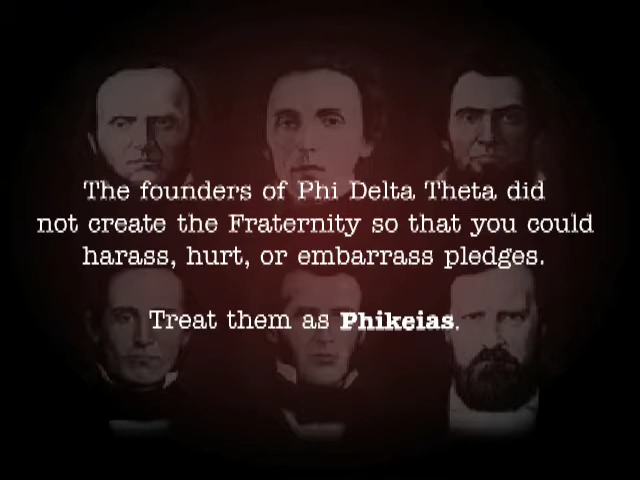 The founders of Phi Delta Theta did
not create the Fraternity so that you could
harass, hurt, or embarrass pledges.
Treat them as Phikeias.